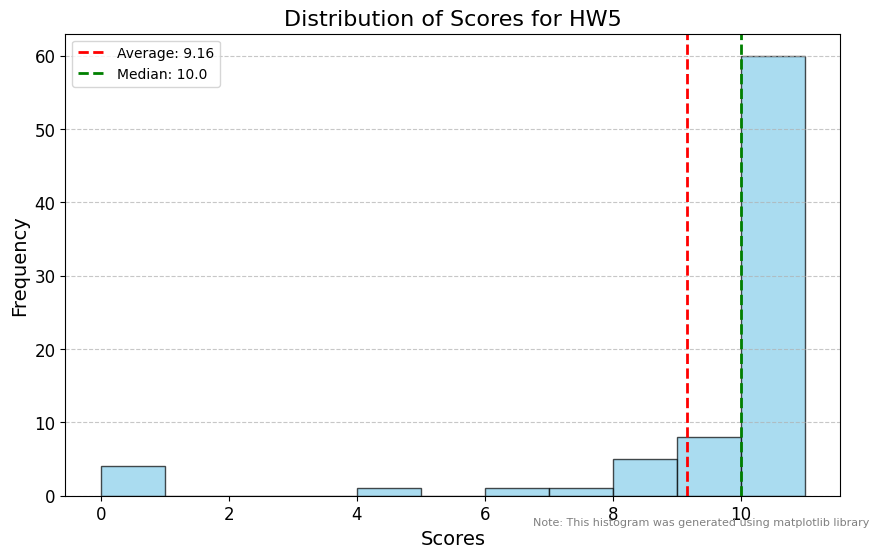 Distribution of Scores for HW5
Average: 9.16
Median: 10.0
60
50
40
30
20
10
0
Frequency
0 2 4 6 8 10
Note: This histogram was generated using matplotlib library
Scores